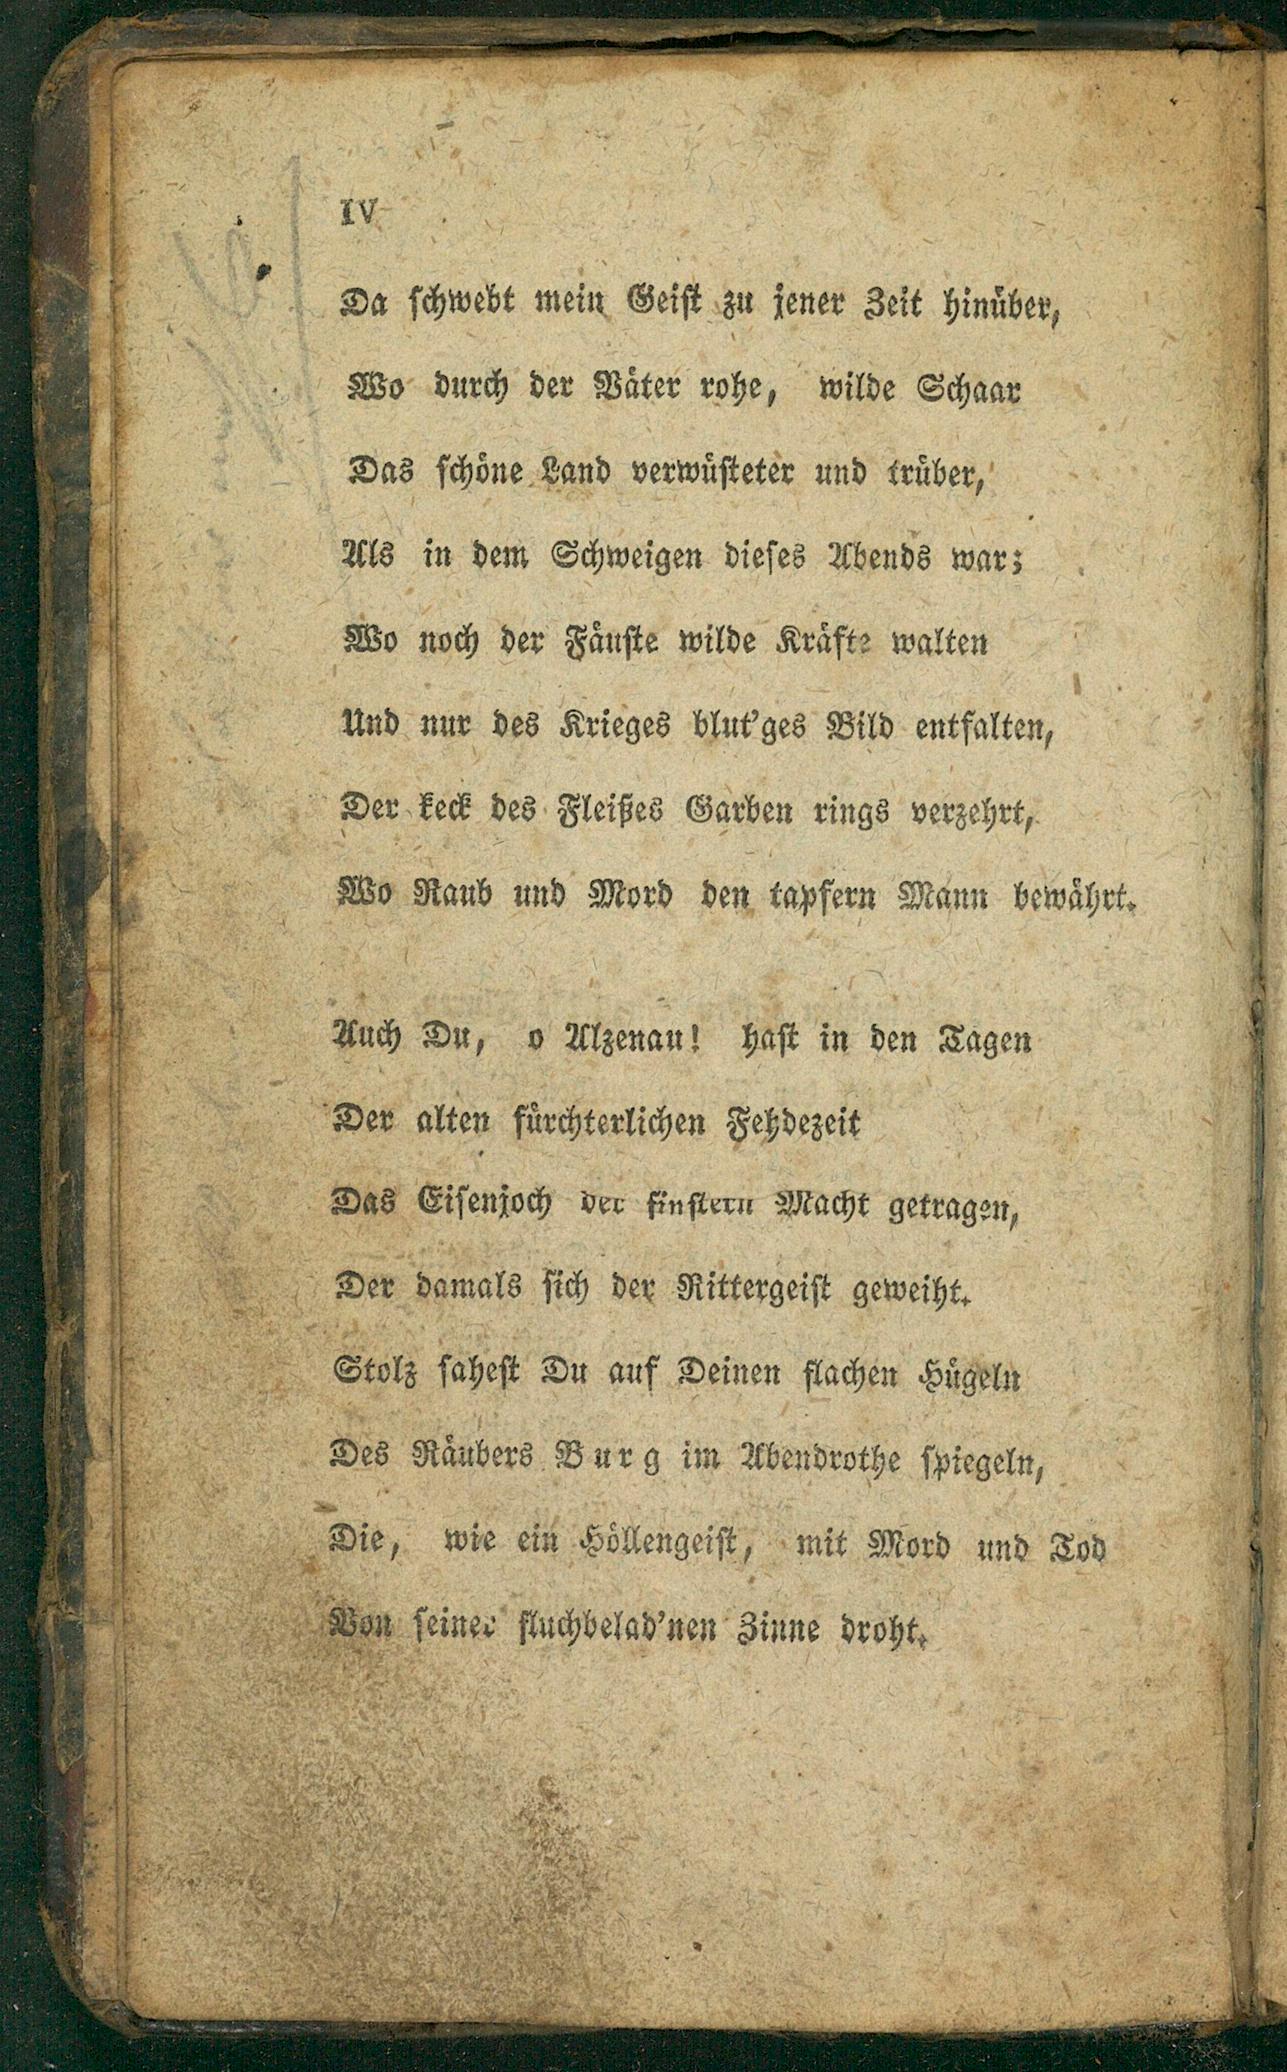 IV
Da schwebt mein Geist zu jener Zeit hinüber,
Wo durch der Väter rohe, wilde Schaar
Das schöne Land verwüsteter und trüber,
Als in dem Schweigen dieses Abends war;
Wo noch der Fäuste wilde Kräfte walten
Und nur des Krieges blut'ges Bild entfalten,
Der keck des Fleißes Garben rings verzehrt,
Wo Raub und Mord den tapfern Mann bewährt.
Auch Du, o Alzenau! hast in den Tagen
Der alten fürchterlichen Fehdezeit
Das Eisenjoch der finstern Macht getragen,
Der damals sich der Rittergeist geweiht.
Stolz sahest Du auf Deinen flachen Hügeln
Des Räubers Burg im Abendrothe spiegeln,
Die, wie ein Höllengeist, mit Mord und Tod
Von seiner fluchbelad'nen Zinne droht.